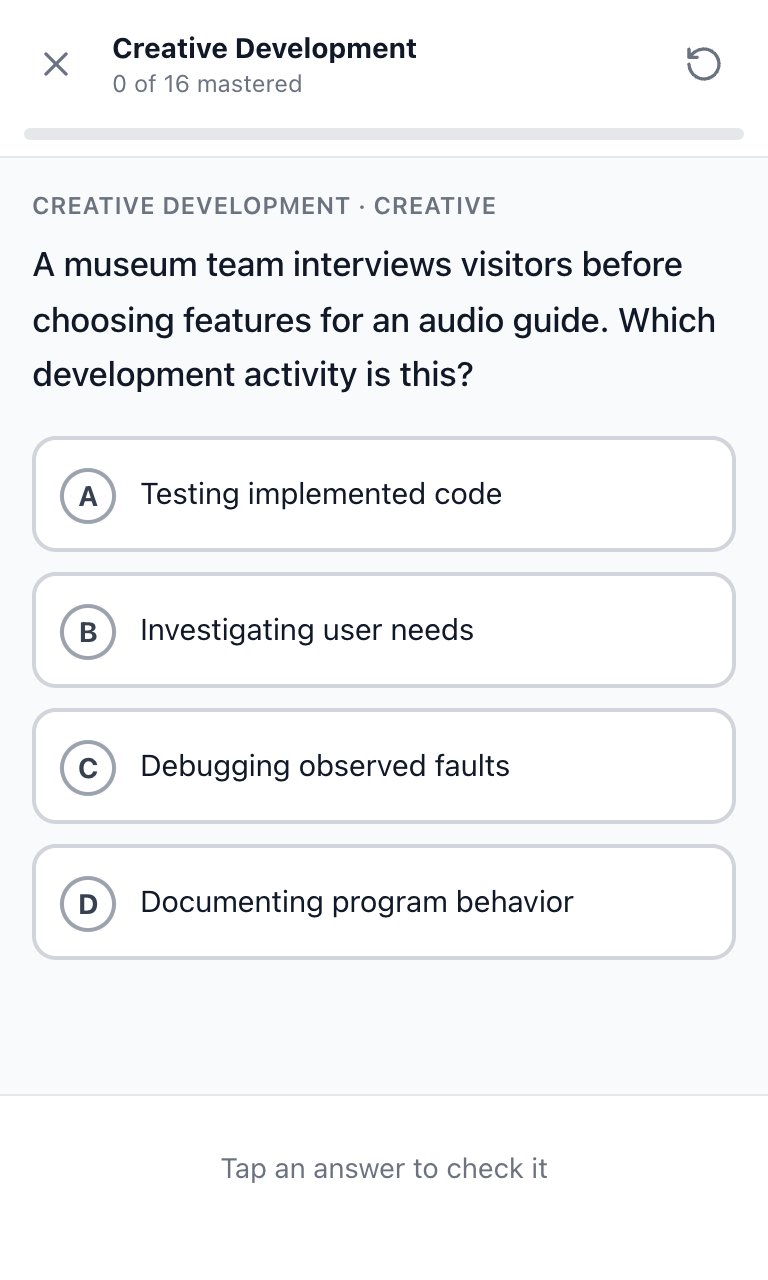 Creative Development
0 of 16 mastered
CREATIVE DEVELOPMENT · CREATIVE
A museum team interviews visitors before
choosing features for an audio guide. Which
development activity is this?
A Testing implemented code
B Investigating user needs
C Debugging observed faults
D Documenting program behavior
Tap an answer to check it